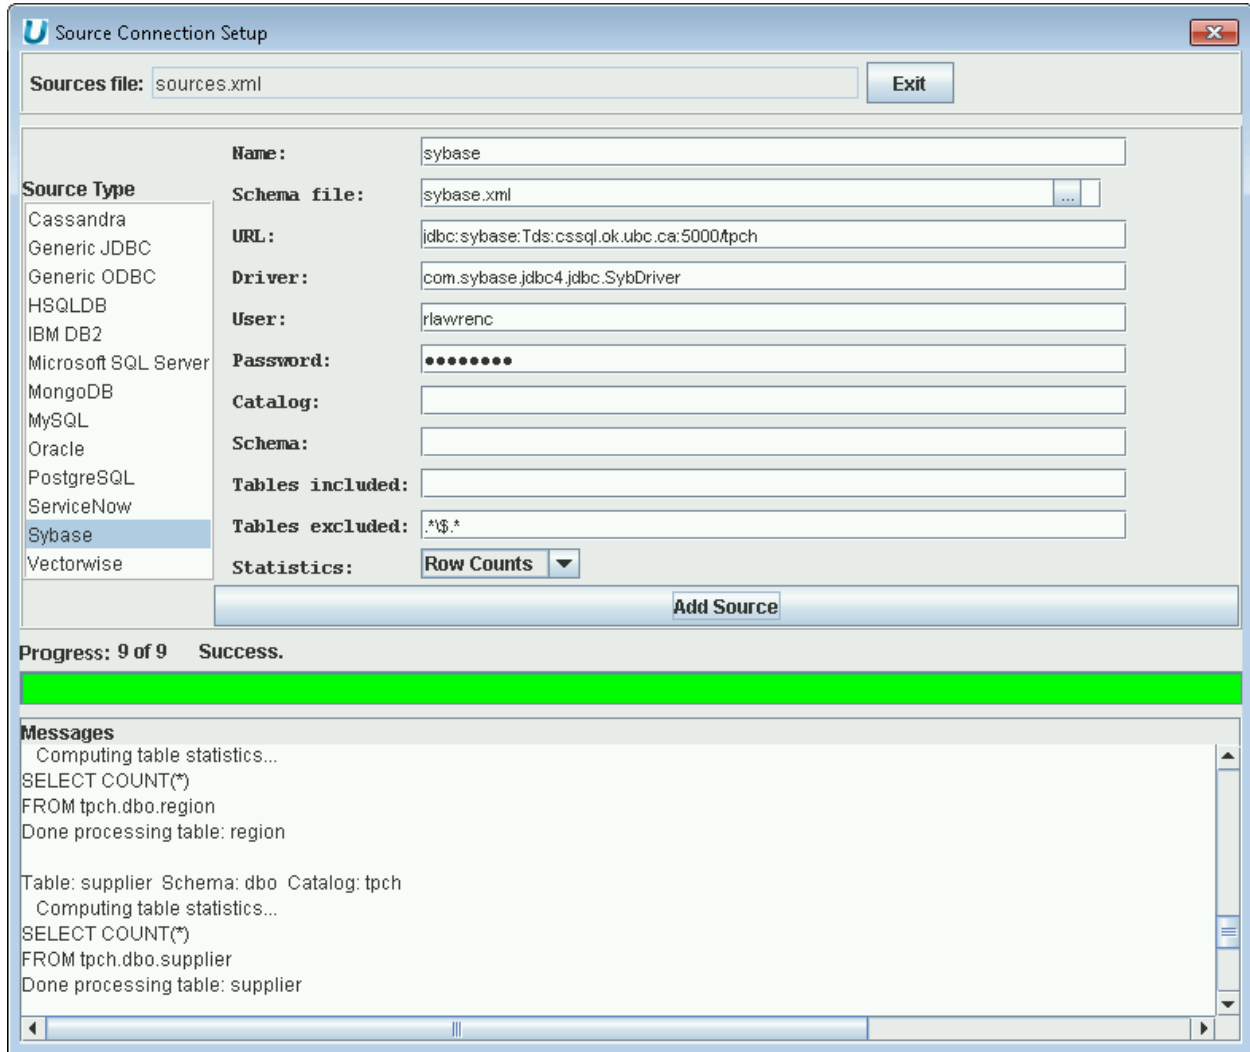 Source Connection Setup
Sources file: sources.xml Exit
Name: sybase
Source Type
Schema file: sybase.xml ...
Cassandra
URL: jdbc:sybase:Tds:cssql.ok.ubc.ca:5000/tpch
Generic JDBC
Generic ODBC
Driver: com.sybase.jdbc4.jdbc.SybDriver
HSQLDB
User: rlawrenc
IBM DB2
Microsoft SQL Server
Password: ●●●●●●●●
MongoDB
Catalog:
MySQL
Oracle
Schema:
PostgreSQL
Tables included:
ServiceNow
Sybase
Tables excluded: .*\$.*
Vectorwise
Statistics: Row Counts
Add Source
Progress: 9 of 9 Success.
Messages
Computing table statistics...
SELECT COUNT(*)
FROM tpch.dbo.region
Done processing table: region
Table: supplier Schema: dbo Catalog: tpch
Computing table statistics...
SELECT COUNT(*)
FROM tpch.dbo.supplier
Done processing table: supplier